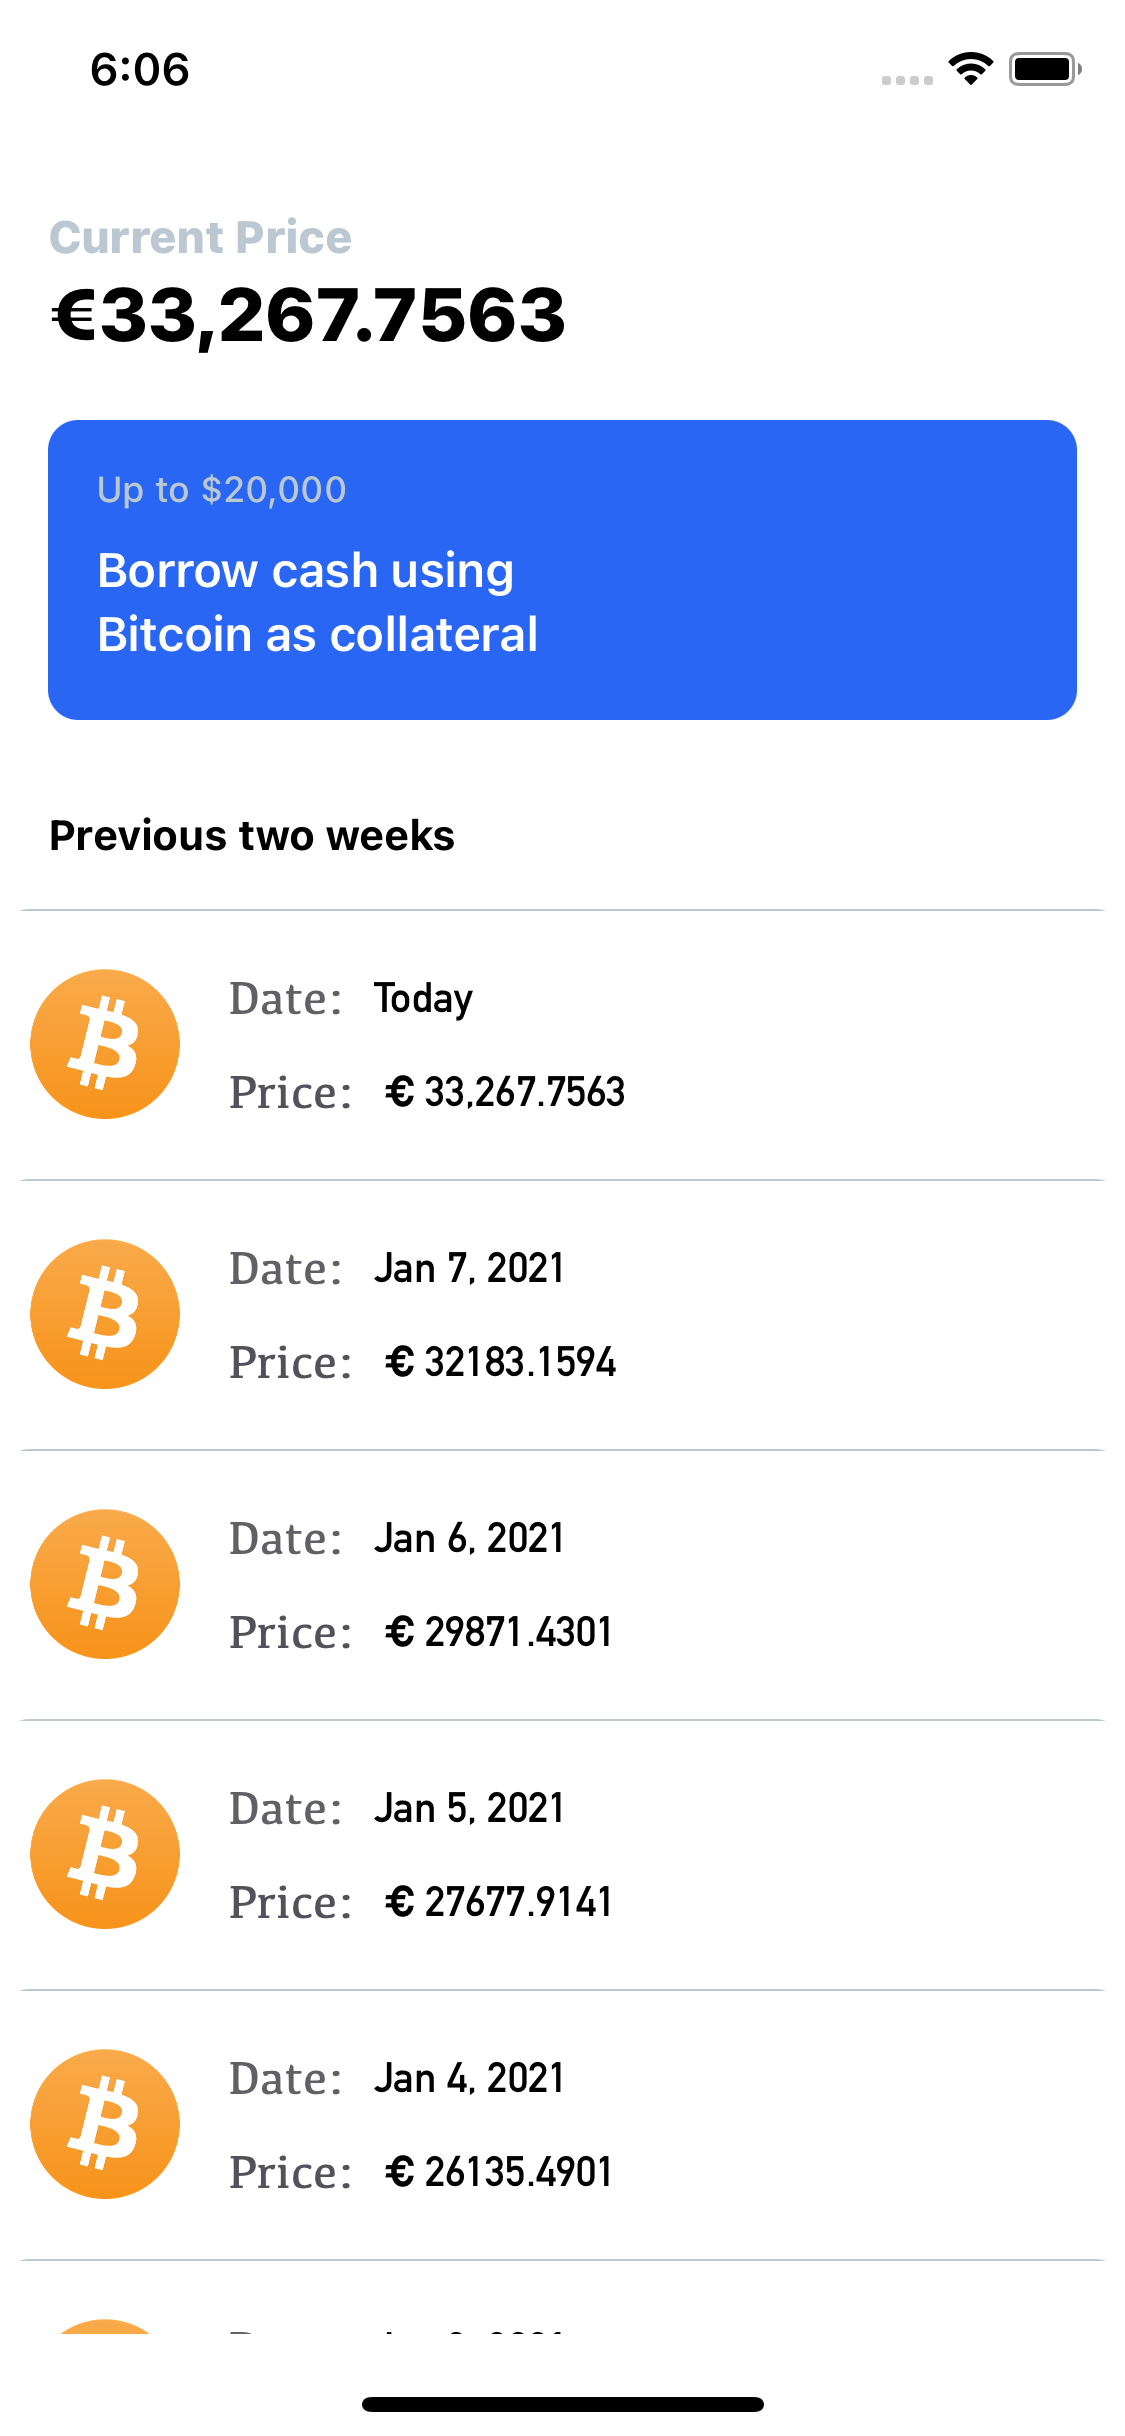 6:06
Current Price
€33,267.7563
Up to $20,000
Borrow cash using
Bitcoin as collateral
Previous two weeks
Date: Today
Price: € 33,267.7563
Date: Jan 7, 2021
Price: € 32183.1594
Date: Jan 6, 2021
Price: € 29871.4301
Date: Jan 5, 2021
Price: € 27677.9141
Date: Jan 4, 2021
Price: € 26135.4901